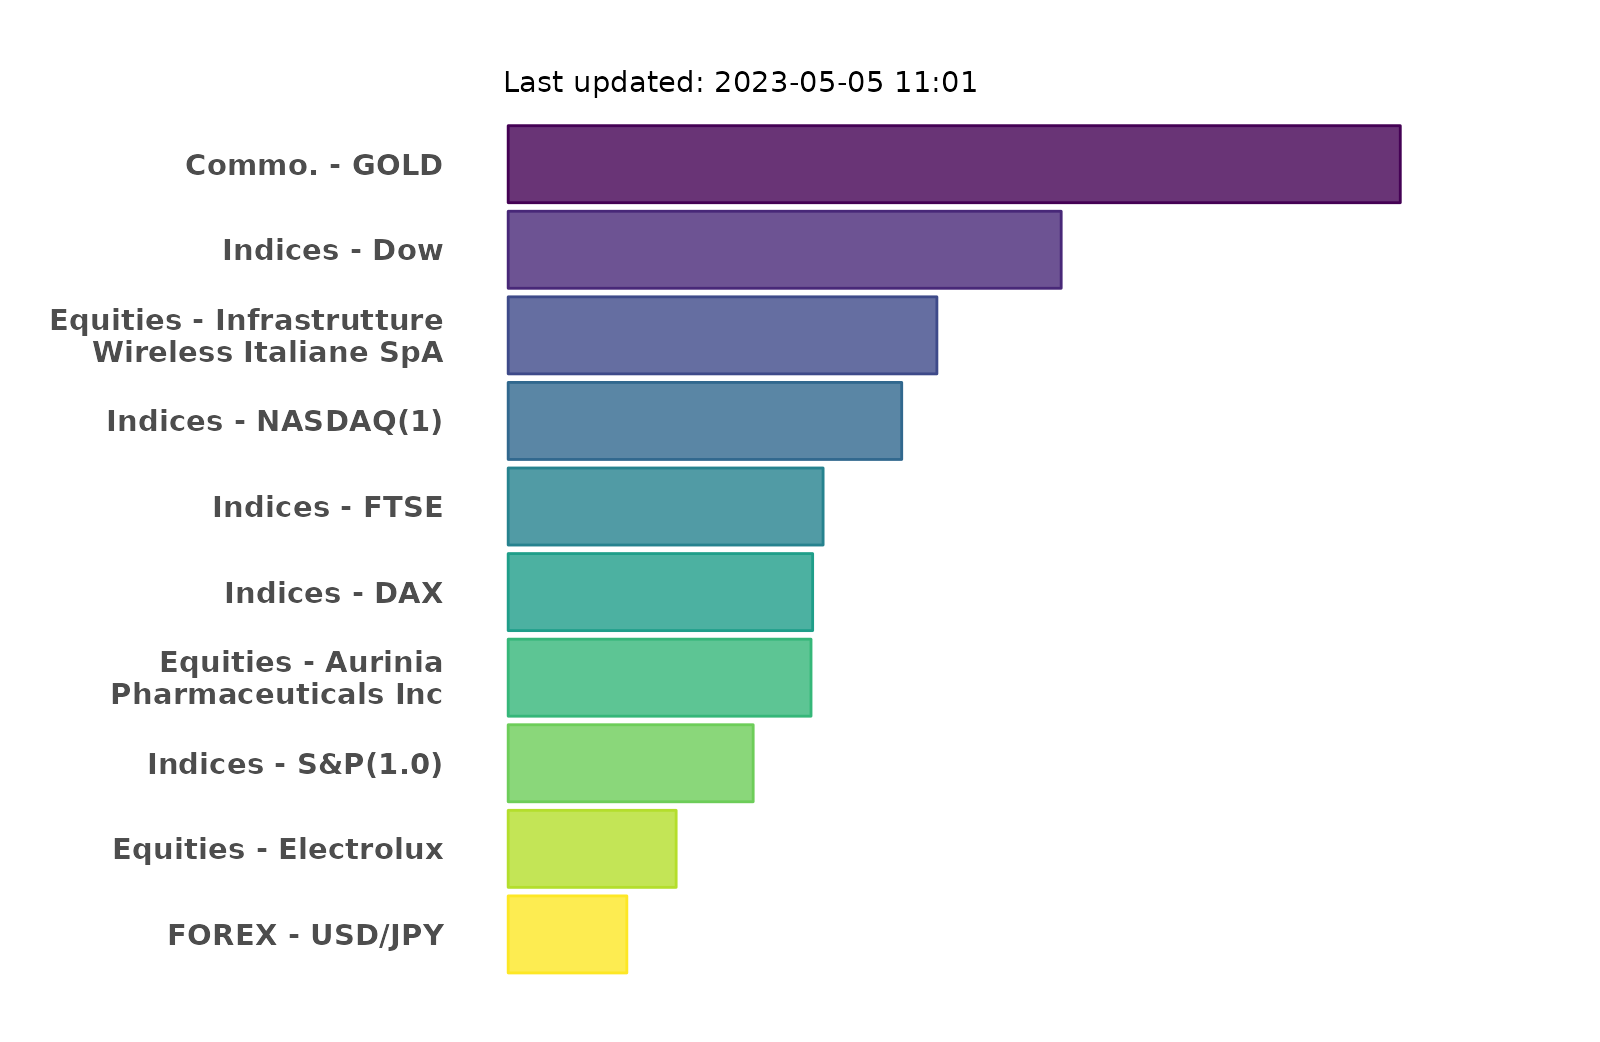 Last updated: 2023-05-05 11:01
Commo. - GOLD
Indices - Dow
Equities - Infrastrutture
Wireless Italiane SpA
Indices - NASDAQ(1)
Indices - FTSE
Indices - DAX
Equities - Aurinia
Pharmaceuticals Inc
Indices - S&P(1.0)
Equities - Electrolux
FOREX - USD/JPY